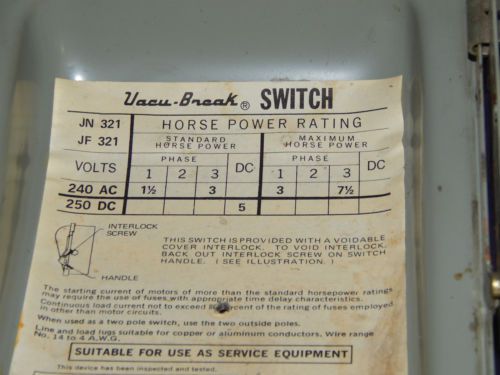 Vacu-Break® SWITCH
JN 321 HORSE POWER RATING
JF 321 STANDARD HORSE POWER MAXIMUM HORSE POWER
PHASE DC PHASE DC
VOLTS 1 2 3 1 2 3
240 AC 1½ 3 3 7½
250 DC 5
INTERLOCK
SCREW
HANDLE
THIS SWITCH IS PROVIDED WITH A VOIDABLE
COVER INTERLOCK. TO VOID INTERLOCK,
BACK OUT INTERLOCK SCREW ON SWITCH
HANDLE. (SEE ILLUSTRATION.)
The starting current of motors of more than the standard horsepower ratings
may require the use of fuses with appropriate time delay characteristics.
Continuous load current not to exceed percent of the rating of fuses employed
in other than motor circuits.
When used as a two pole switch, use the two outside poles.
Line and load lugs suitable for copper or aluminum conductors. Wire range
No. 14 to 4 A.W.G.
SUITABLE FOR USE AS SERVICE EQUIPMENT
This device has been inspected and tested.